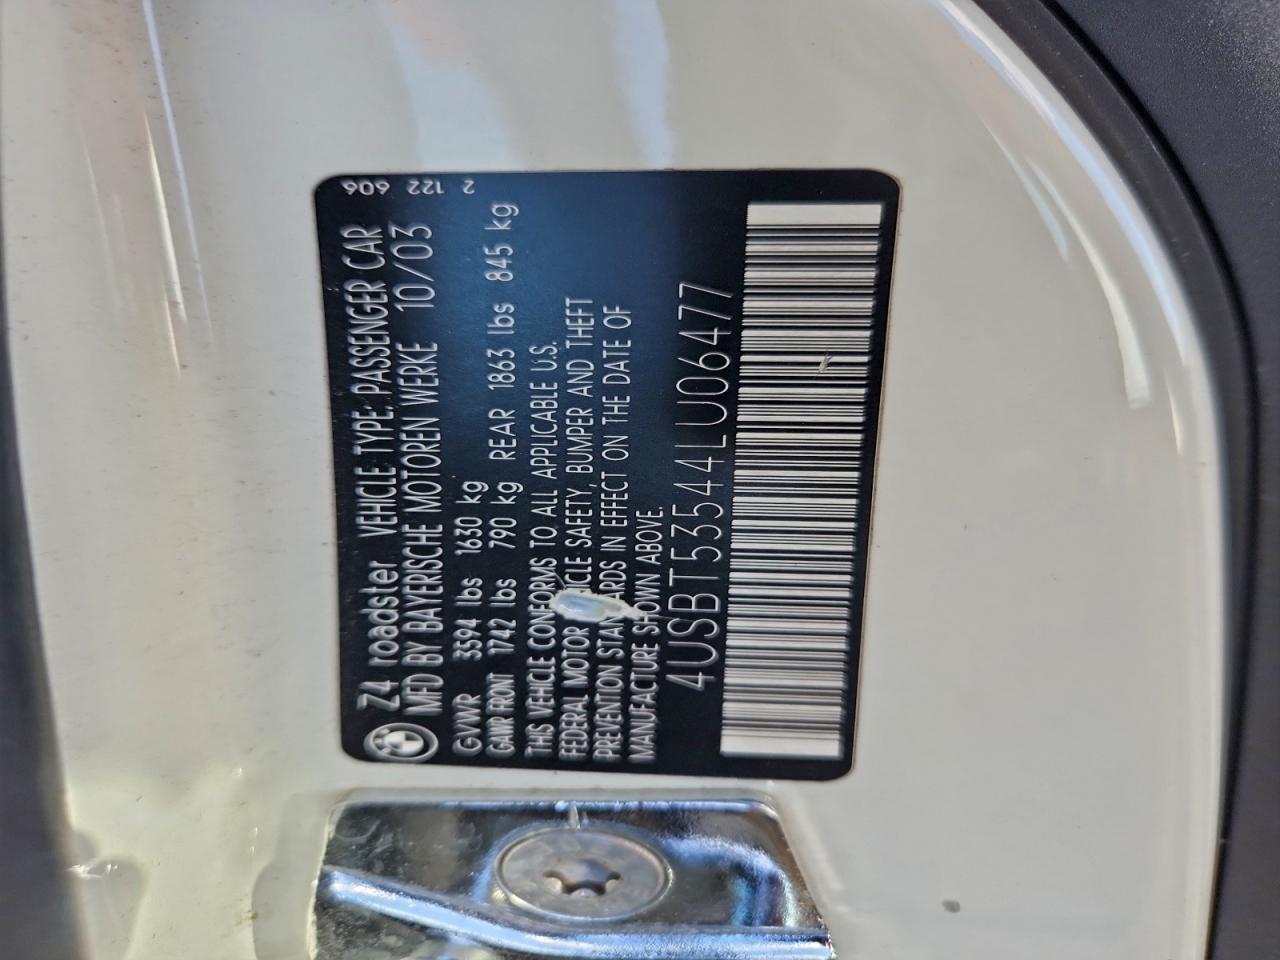 Z4 roadster VEHICLE TYPE: PASSENGER CAR
MFD BY BAYERISCHE MOTOREN WERKE 10/03
GVWR 3594 lbs 1630 kg
GAWR FRONT 1742 lbs 790 kg REAR 1863 lbs 845 kg
THIS VEHICLE CONFORMS TO ALL APPLICABLE U.S.
FEDERAL MOTOR ICLE SAFETY, BUMPER AND THEFT
PREVENTION STANDARDS IN EFFECT ON THE DATE OF
MANUFACTURE SHOWN ABOVE.
4USBT53544LU06477
606 122 2